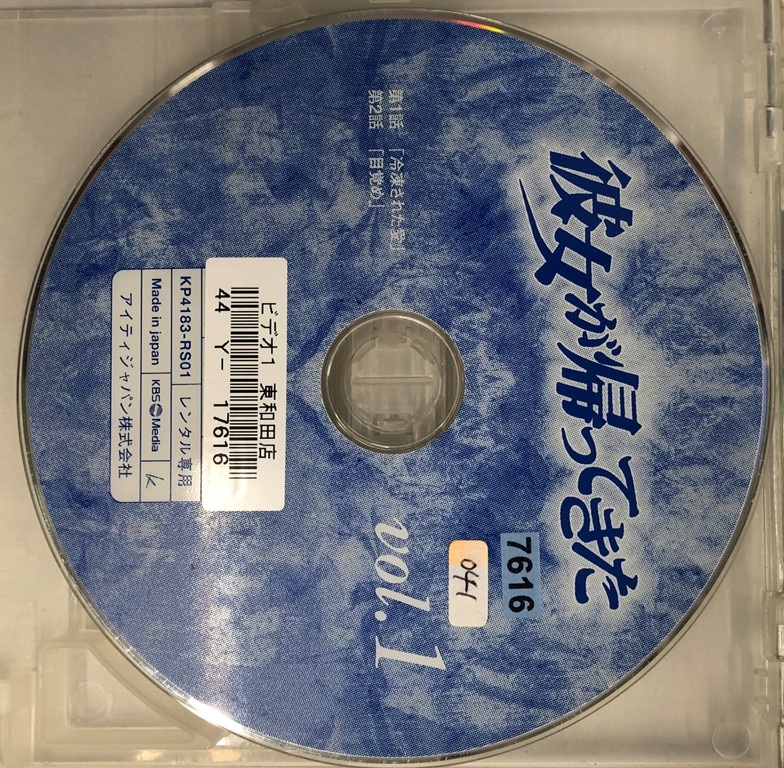 彼女が帰ってきた
vol.1
第1話 「冷凍された愛」
第2話 「目覚め」
7616
041
ビデオ1 東和田店
44 Y- 17616
KP4183-RS01 レンタル専用
Made in japan KBS Media
アイティジャパン株式会社